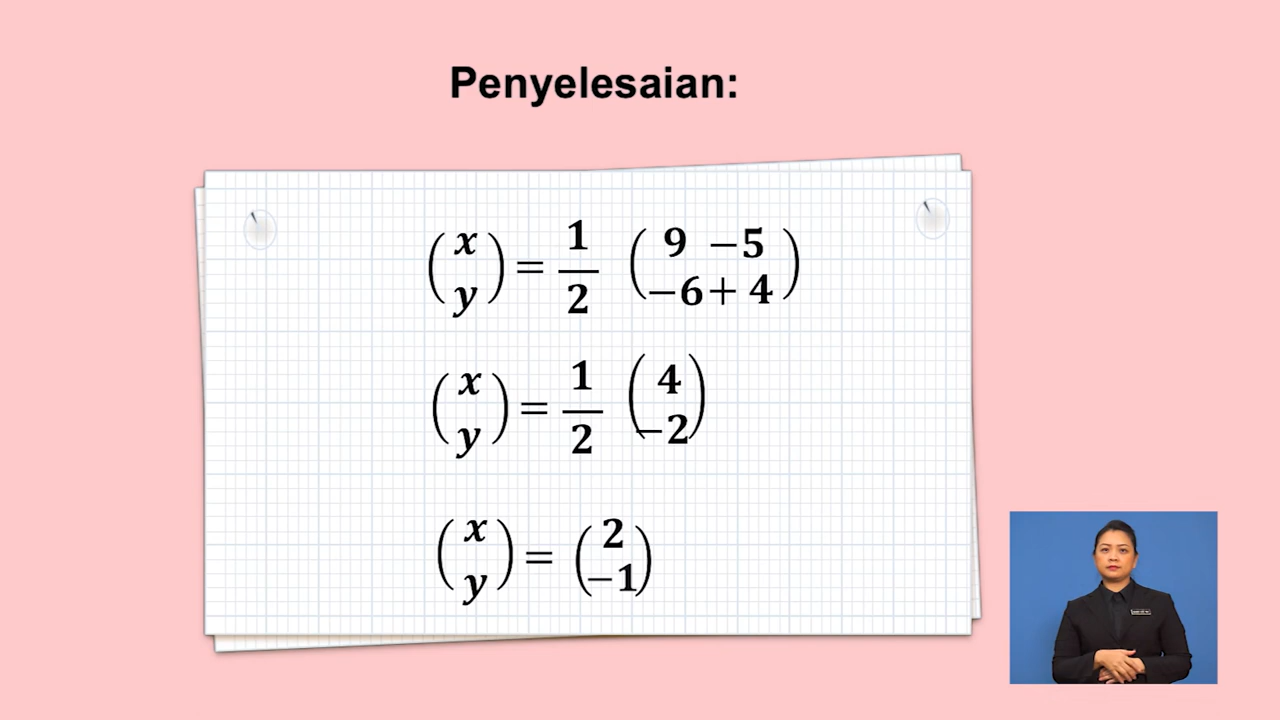 Penyelesaian:
(x y) = 1/2 (9 −5 −6+ 4)
(x y) = 1/2 (4 −2)
(x y) = (2 −1)